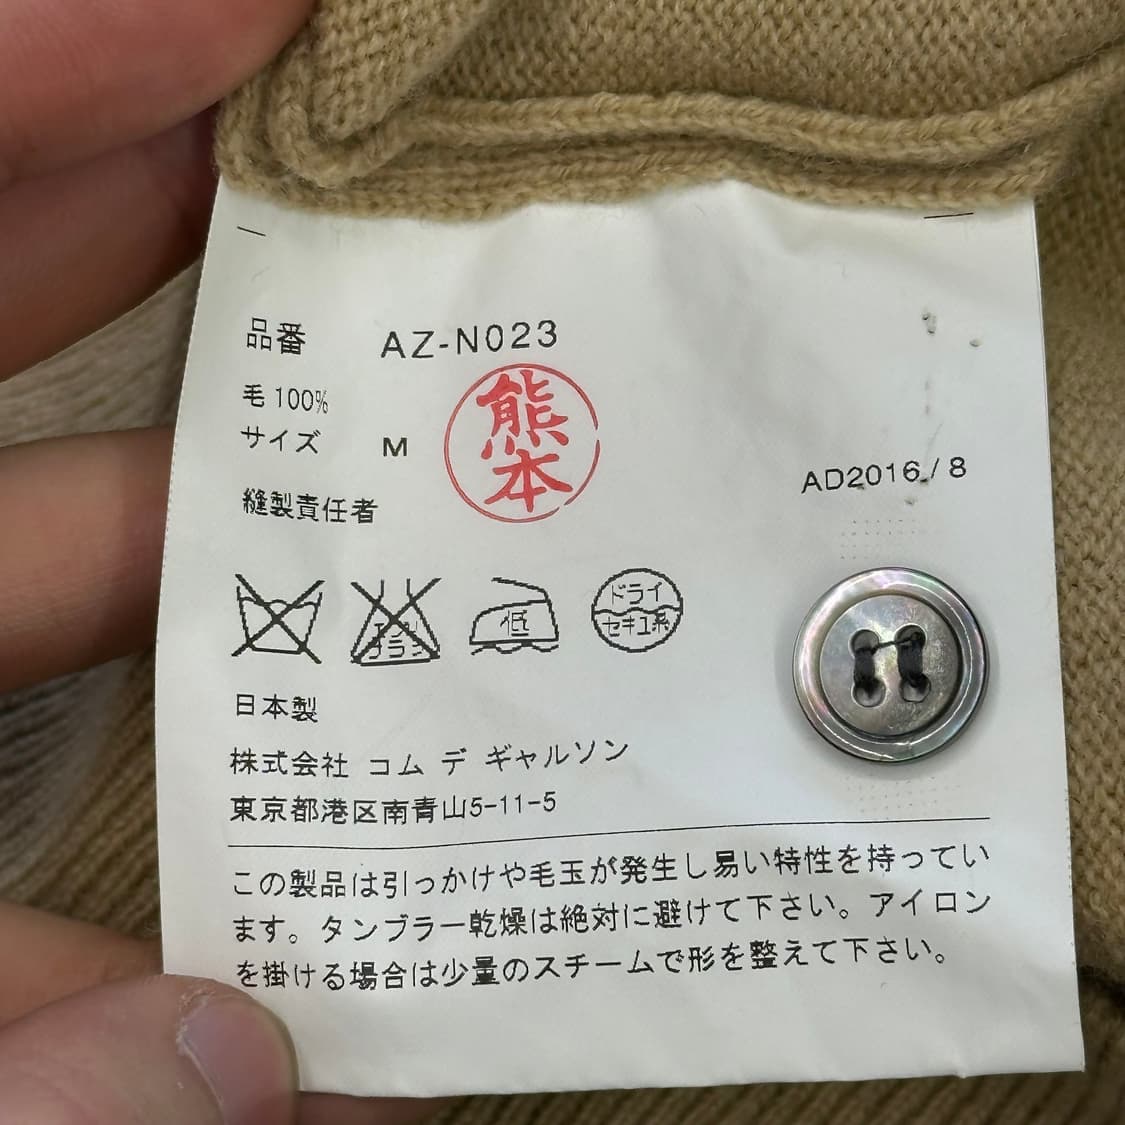 品番 AZ-N023
毛 100%
サイズ M
熊本
縫製責任者
AD2016/8
エンソ
フラシ
低
ドライ
セキユ系
日本製
株式会社 コム デ ギャルソン
東京都港区南青山5-11-5
この製品は引っかけや毛玉が発生し易い特性を持ってい
ます。タンブラー乾燥は絶対に避けて下さい。アイロン
を掛ける場合は少量のスチームで形を整えて下さい。